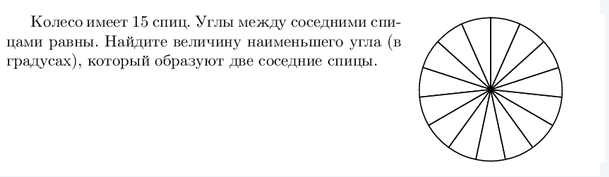 Колесо имеет 15 спиц. Углы между соседними спи-
цами равны. Найдите величину наименьшего угла (в
градусах), который образуют две соседние спицы.